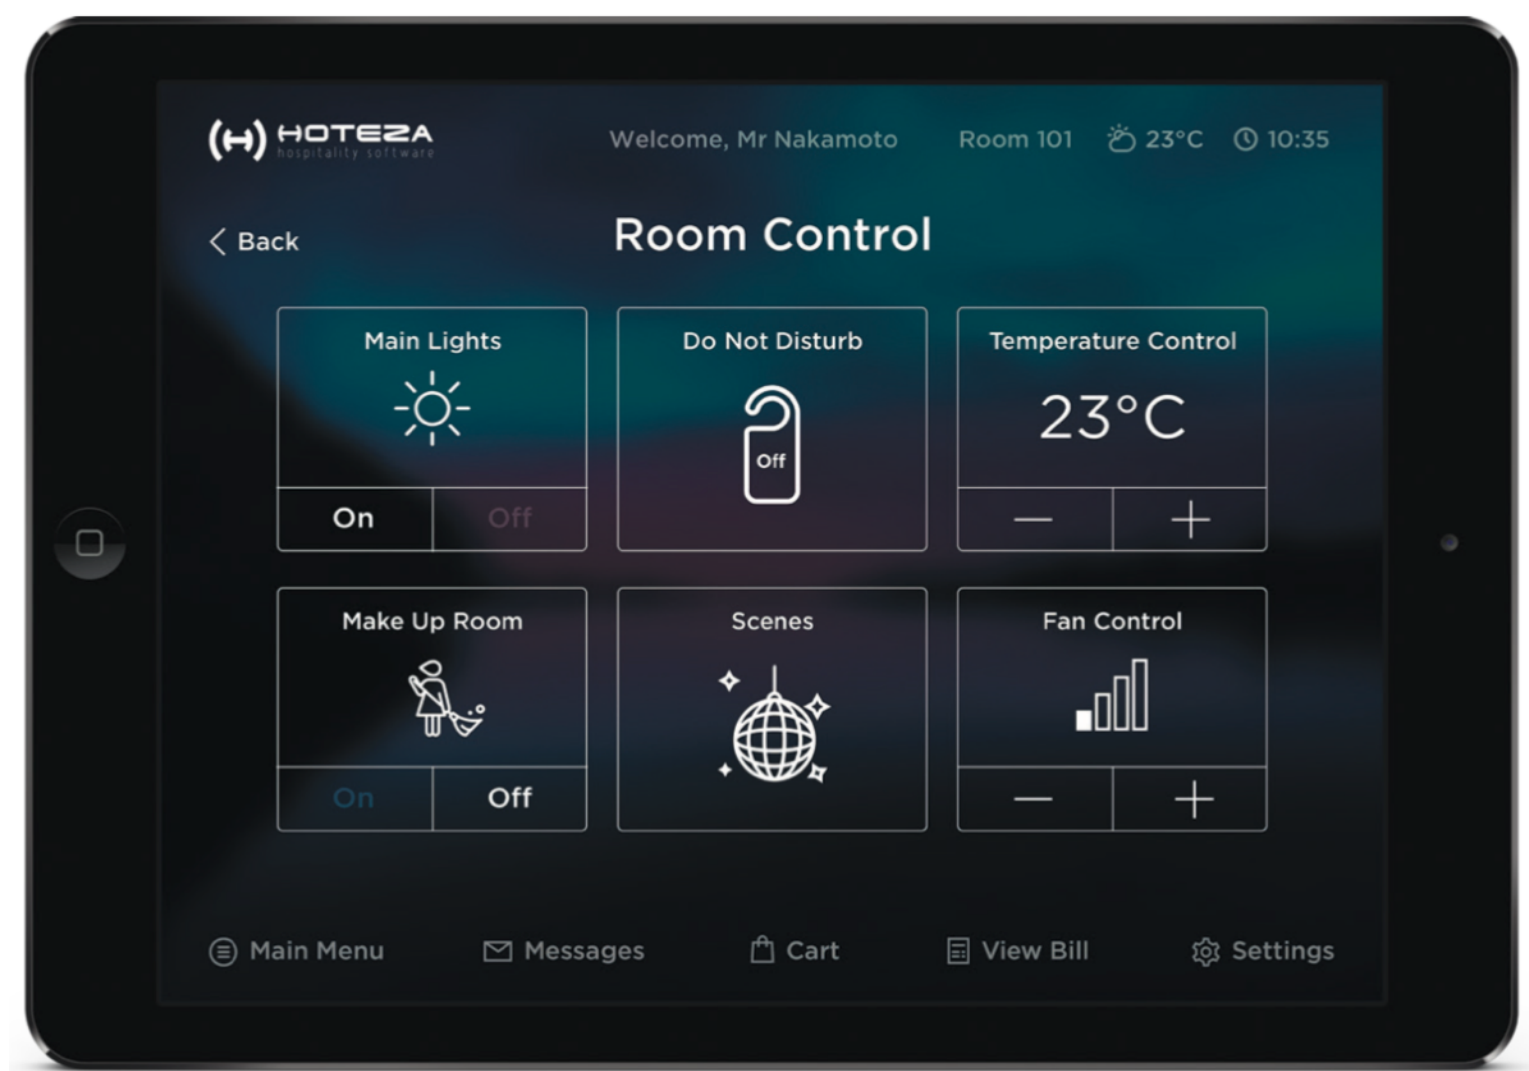 HOTEZA
hospitality software
Welcome, Mr Nakamoto
Room 101
23°C
10:35
Back
Room Control
Main Lights
On
Off
Do Not Disturb
Off
Temperature Control
23°C
Make Up Room
On
Off
Scenes
Fan Control
Main Menu
Messages
Cart
View Bill
Settings